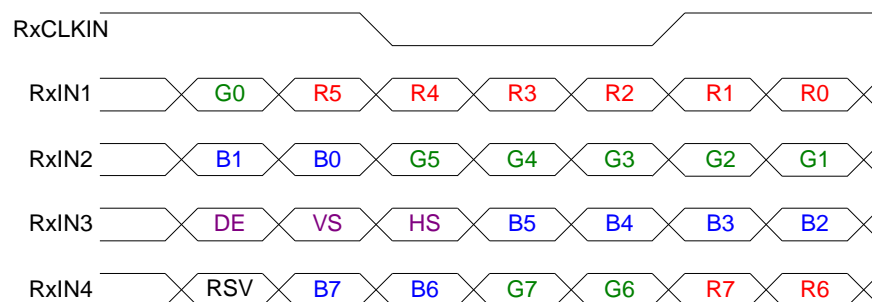 RxCLKIN
RxIN1 G0 R5 R4 R3 R2 R1 R0
RxIN2 B1 B0 G5 G4 G3 G2 G1
RxIN3 DE VS HS B5 B4 B3 B2
RxIN4 RSV B7 B6 G7 G6 R7 R6